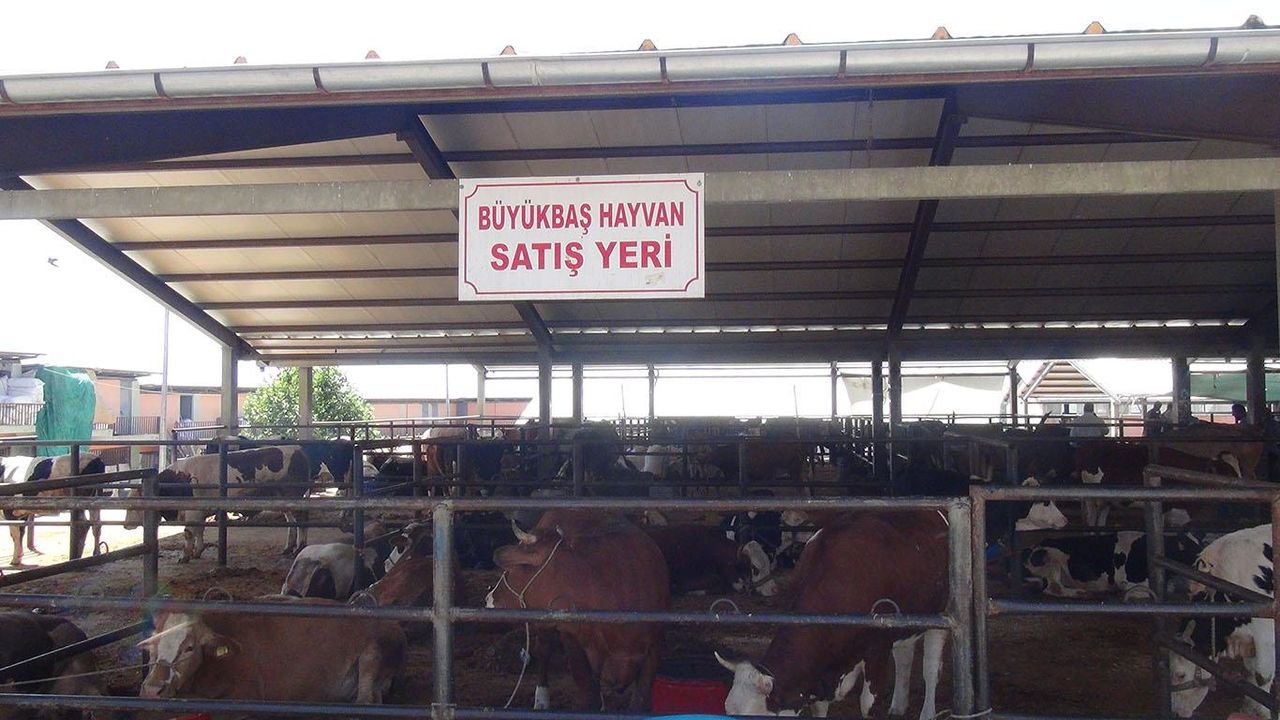 BÜYÜKBAŞ HAYVAN
SATIŞ YERİ